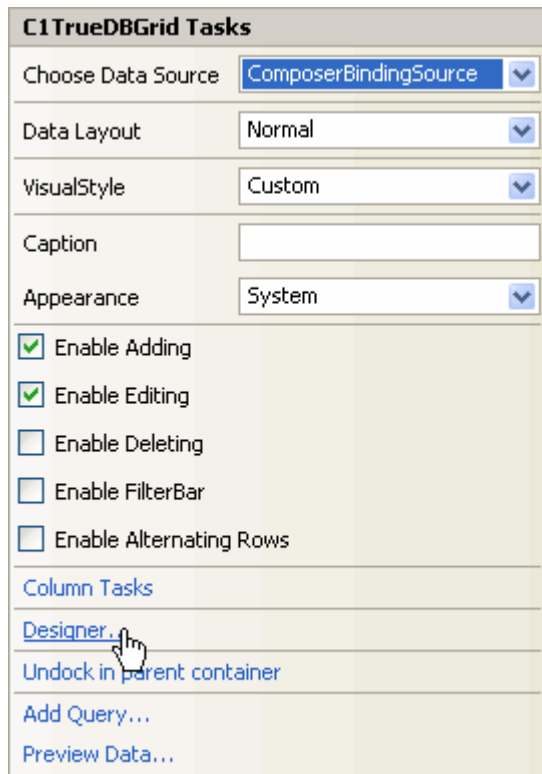 C1TrueDBGrid Tasks
Choose Data Source ComposerBindingSource
Data Layout Normal
VisualStyle Custom
Caption
Appearance System
Enable Adding
Enable Editing
Enable Deleting
Enable FilterBar
Enable Alternating Rows
Column Tasks
Designer...
Undock in parent container
Add Query...
Preview Data...